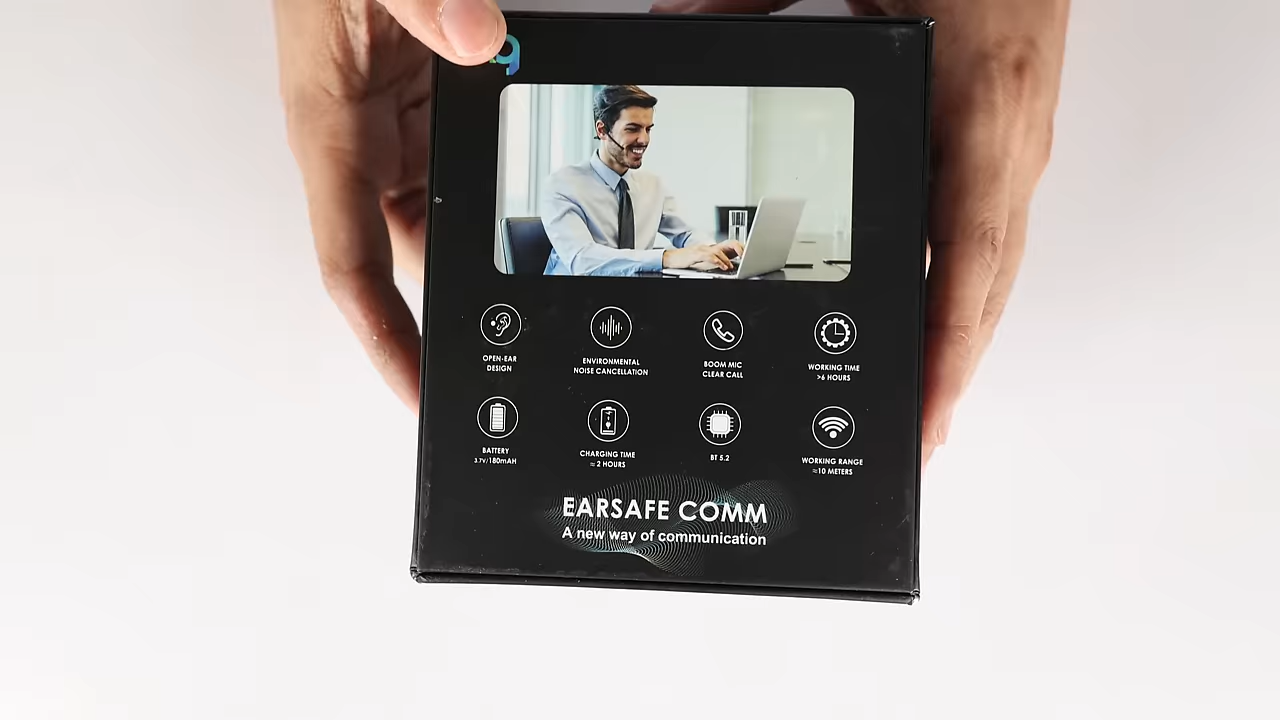 OPEN-EAR
DESIGN
ENVIRONMENTAL
NOISE CANCELLATION
BOOM MIC
CLEAR CALL
WORKING TIME
>6 HOURS
BATTERY
3.7V/180mAH
CHARGING TIME
≈ 2 HOURS
BT 5.2
WORKING RANGE
≈10 METERS
EARSAFE COMM
A new way of communication